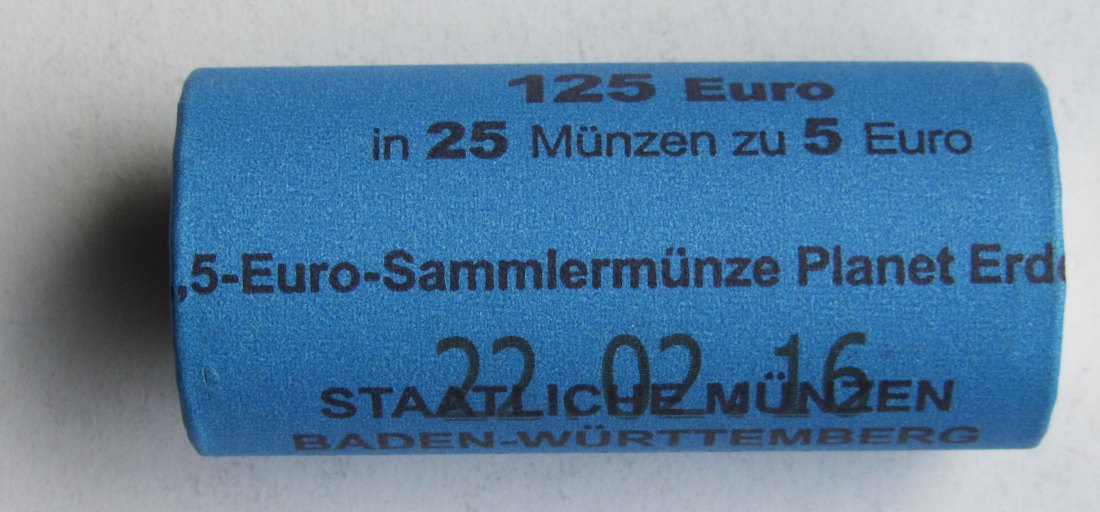 125 Euro
in 25 Münzen zu 5 Euro
,5-Euro-Sammlermünze Planet Erde
22 02 16
STAATLICHE MÜNZEN
BADEN-WÜRTTEMBERG